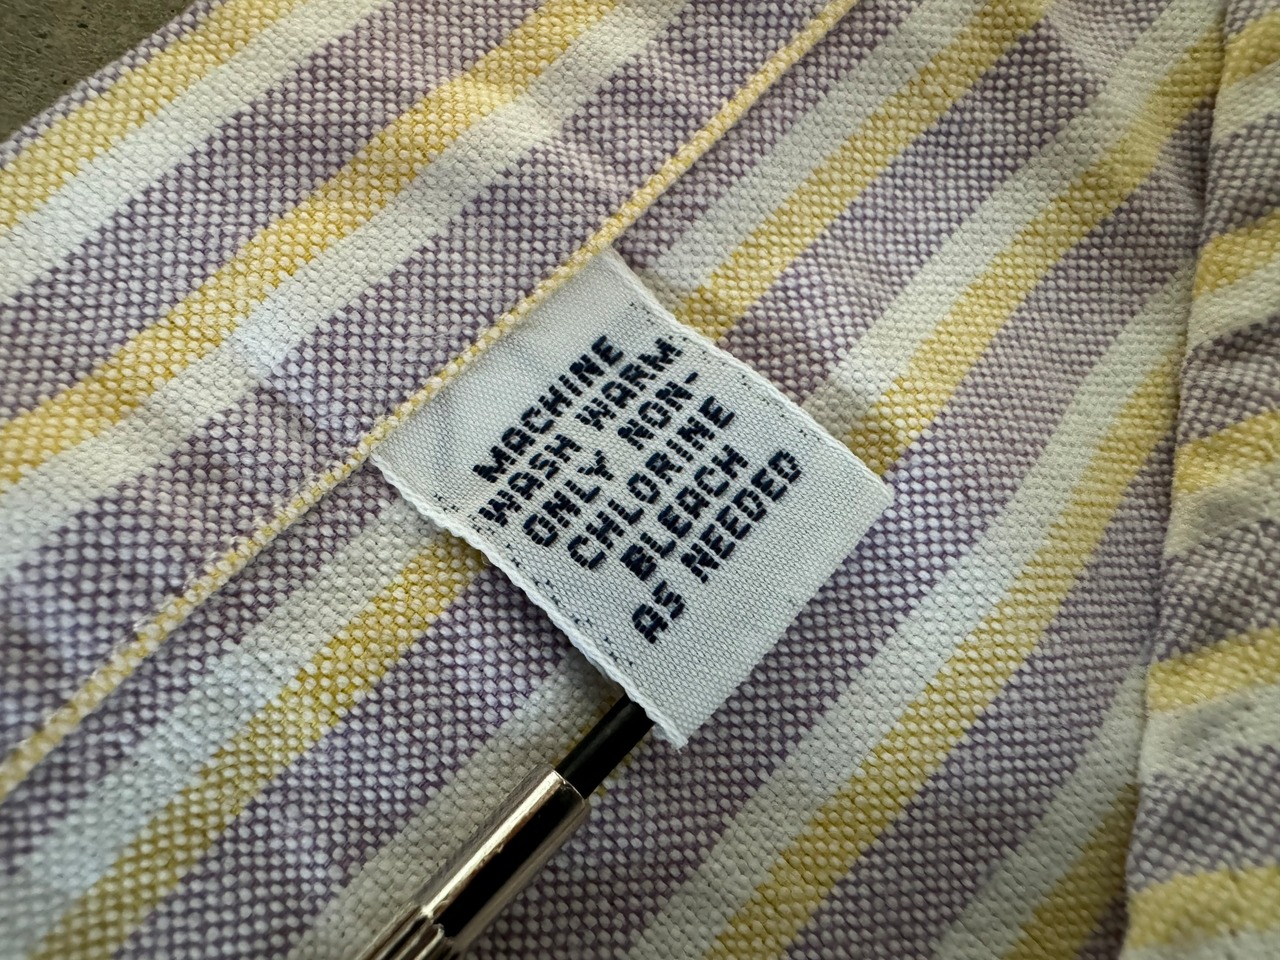 MACHINE
WASH WARM
ONLY NON-
CHLORINE
BLEACH
AS NEEDED